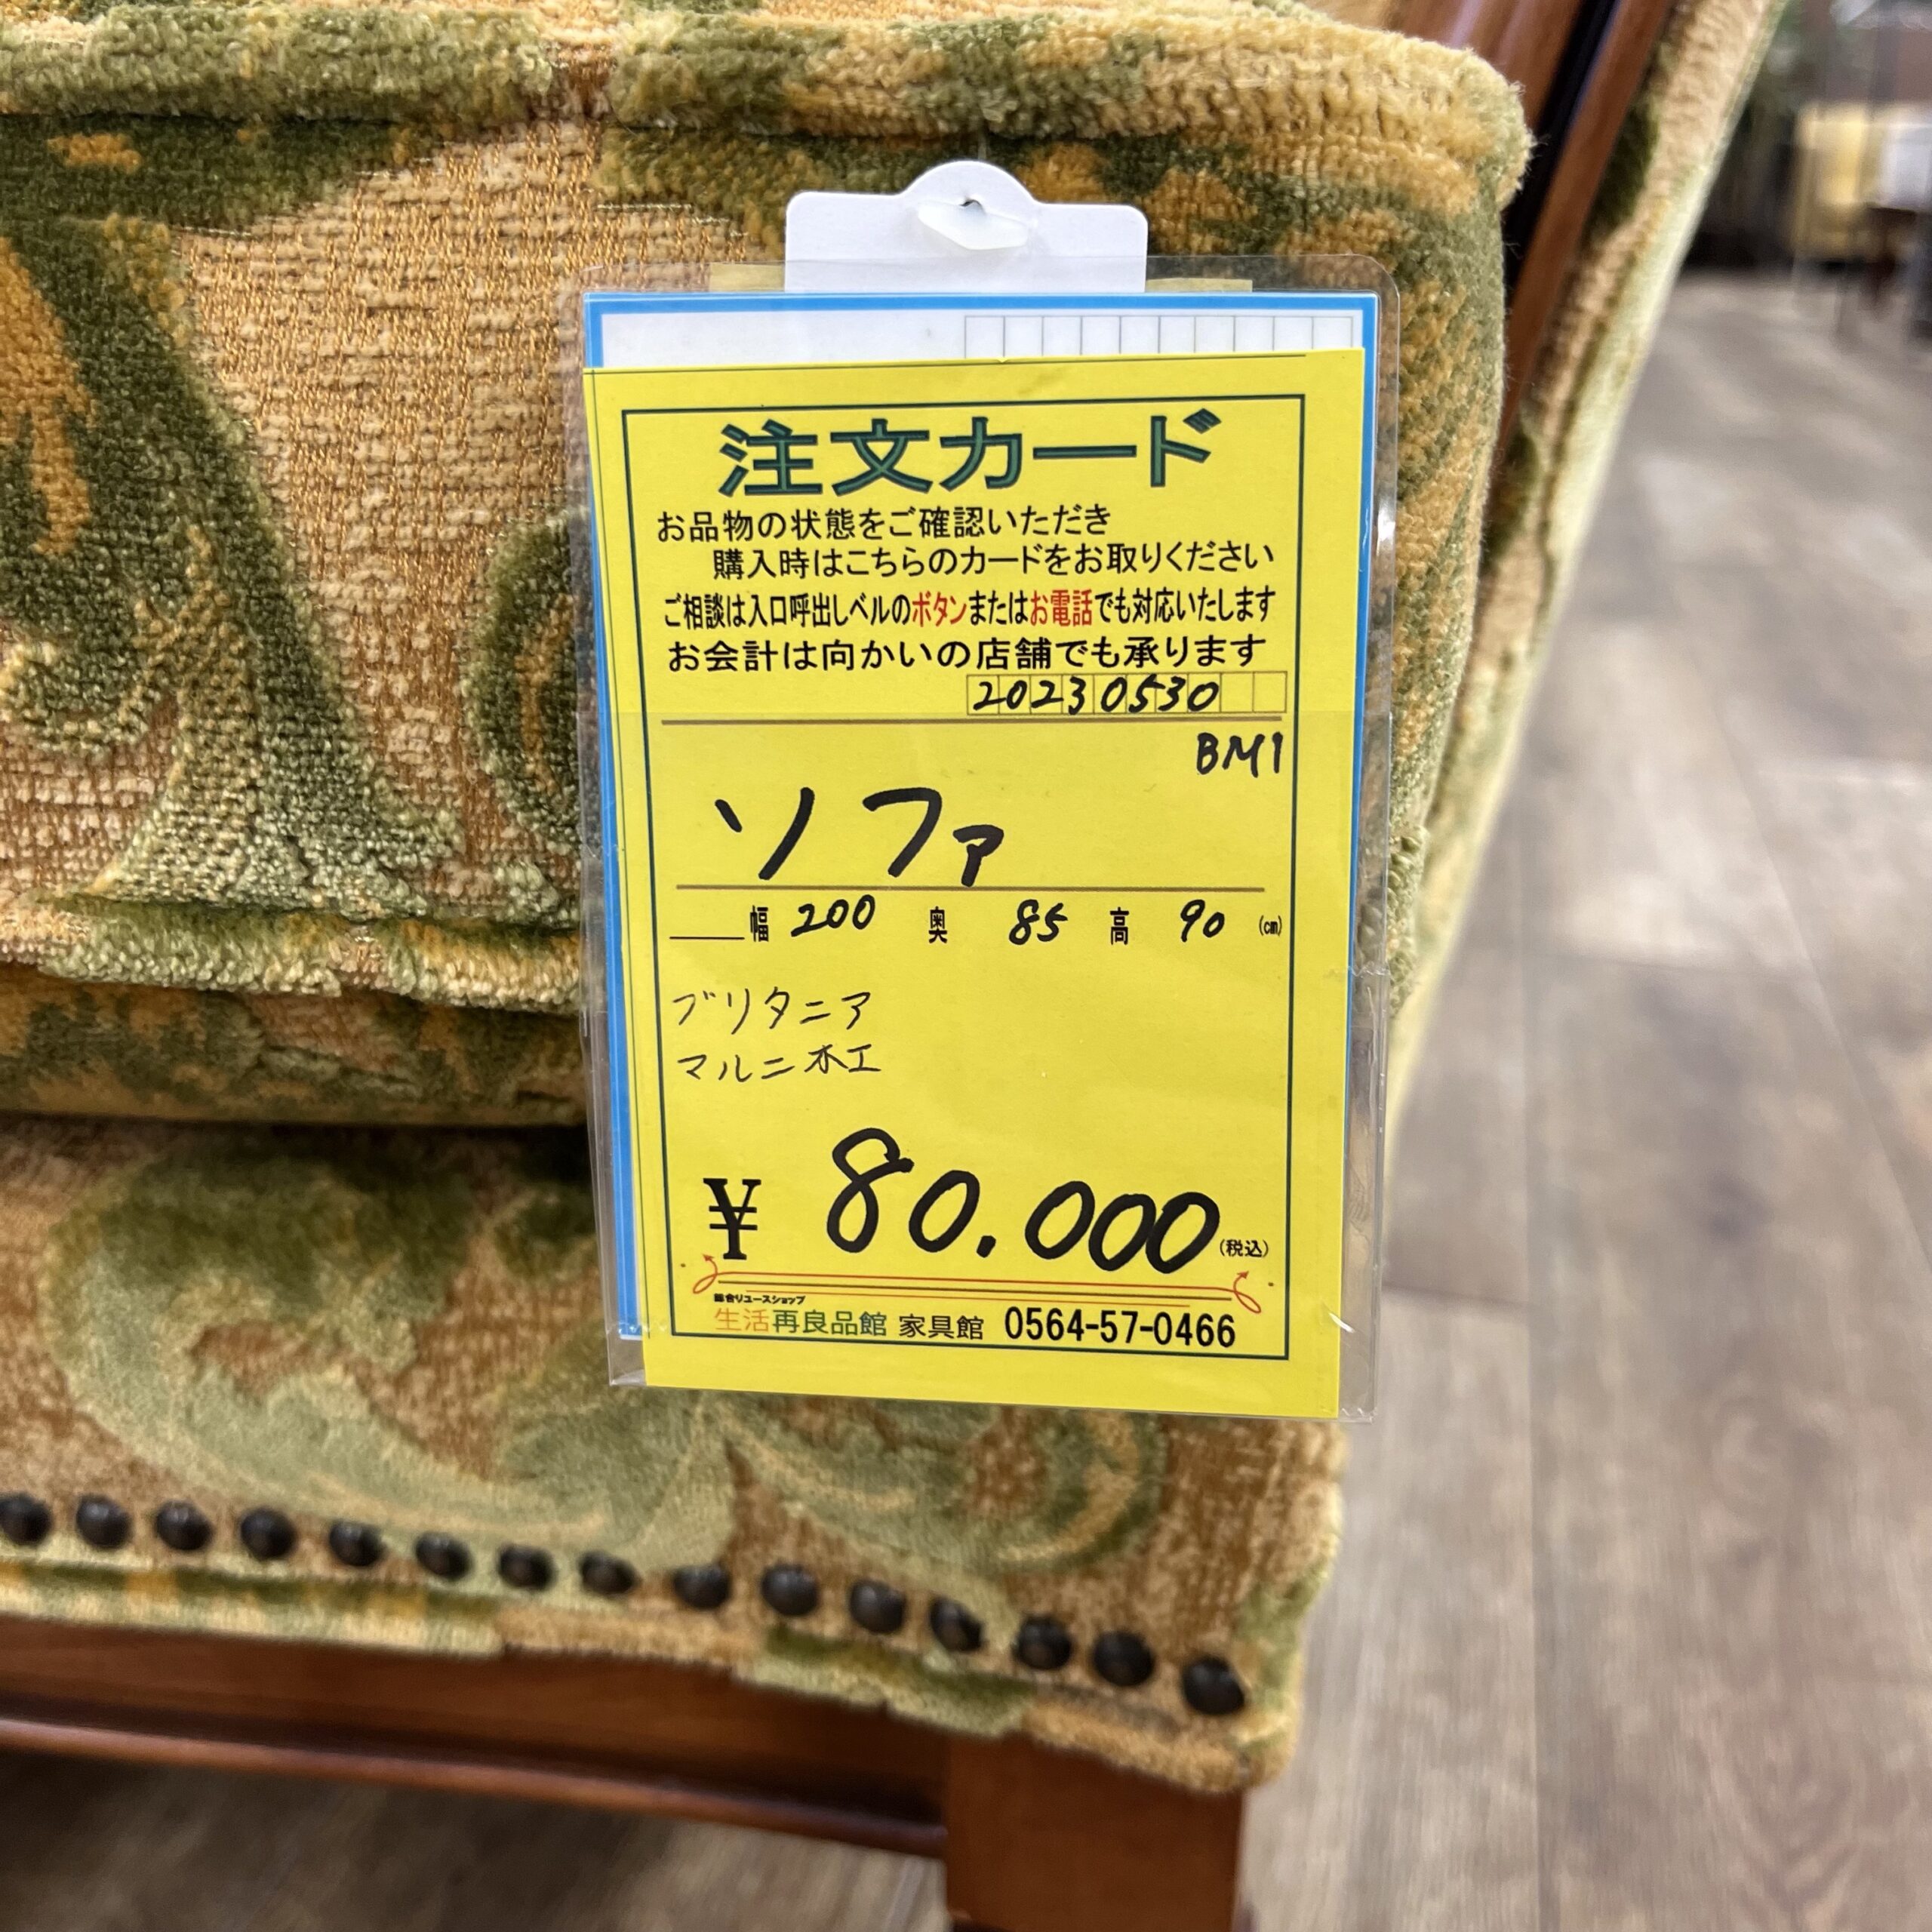 注文カード
お品物の状態をご確認いただき
購入時はこちらのカードをお取りください
ご相談は入口呼出しベルのボタンまたはお電話でも対応いたします
お会計は向かいの店舗でも承ります
20230530
BM1
ソファ
幅 200 奥 85 高 90 (cm)
ブリタニア
マルニ木工
¥ 80.000 (税込)
総合リユースショップ
生活再良品館 家具館 0564-57-0466